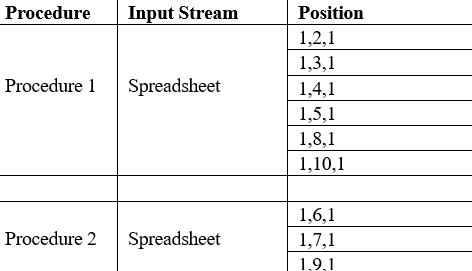 Procedure Input Stream Position
1,2,1
1,3,1
Procedure 1 Spreadsheet 1,4,1
1,5,1
1,8,1
1,10,1
1,6,1
Procedure 2 Spreadsheet 1,7,1
1,9,1